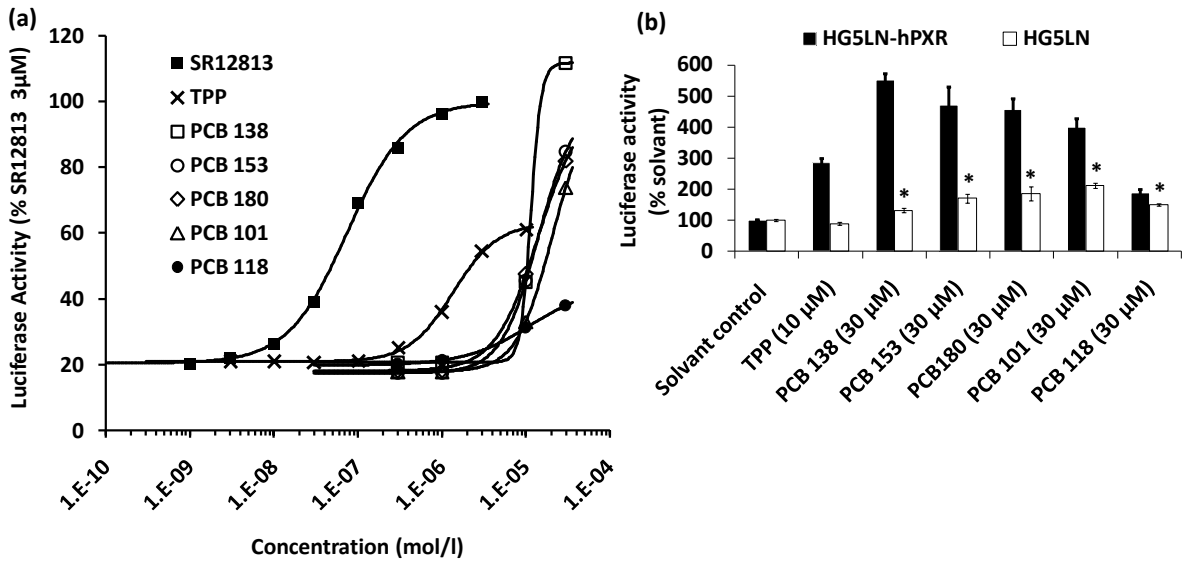 (a)
Luciferase Activity (% SR12813 3µM)
120
100
80
60
40
20
0
SR12813
TPP
PCB 138
PCB 153
PCB 180
PCB 101
PCB 118
1.E-10
1.E-09
1.E-08
1.E-07
1.E-06
1.E-05
1.E-04
Concentration (mol/l)
(b)
HG5LN-hPXR
HG5LN
Luciferase activity
(% solvant)
600
500
400
300
200
100
0
*
*
*
*
*
Solvant control
TPP (10 µM)
PCB 138 (30 µM)
PCB 153 (30 µM)
PCB180 (30 µM)
PCB 101 (30 µM)
PCB 118 (30 µM)